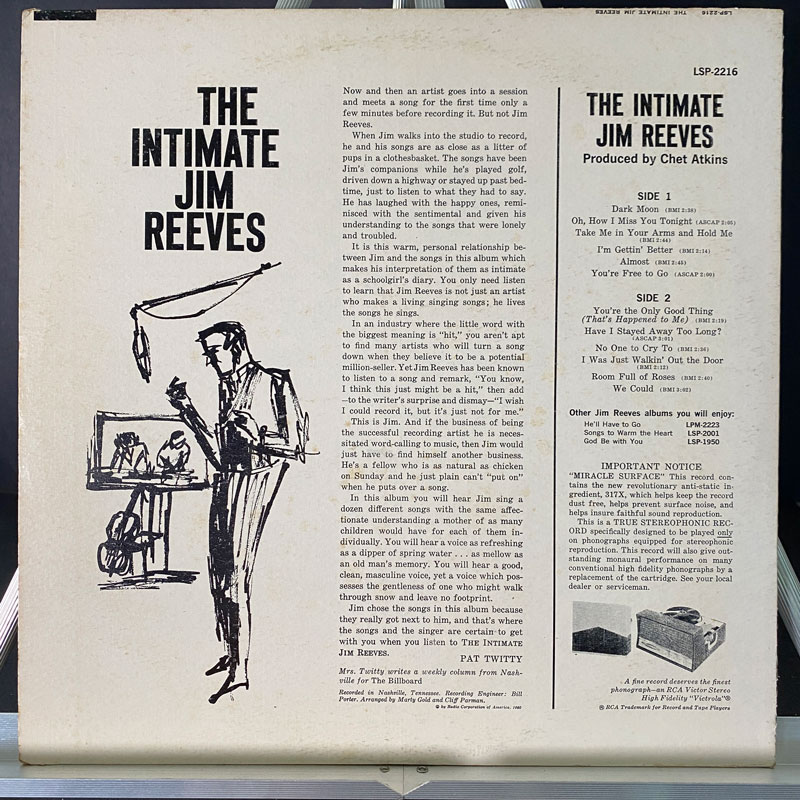 LSP-2216 THE INTIMATE JIM REEVES
LSP-2216
THE
INTIMATE
JIM
REEVES
Now and then an artist goes into a session
and meets a song for the first time only a
few minutes before recording it. But not Jim
Reeves.
When Jim walks into the studio to record,
he and his songs are as close as a litter of
pups in a clothesbasket. The songs have been
Jim's companions while he's played golf,
driven down a highway or stayed up past bed-
time, just to listen to what they had to say.
He has laughed with the happy ones, remi-
nisced with the sentimental and given his
understanding to the songs that were lonely
and troubled.
It is this warm, personal relationship be-
tween Jim and the songs in this album which
makes his interpretation of them as intimate
as a schoolgirl's diary. You only need listen
to learn that Jim Reeves is not just an artist
who makes a living singing songs; he lives
the songs he sings.
In an industry where the little word with
the biggest meaning is "hit," you aren't apt
to find many artists who will turn a song
down when they believe it to be a potential
million-seller. Yet Jim Reeves has been known
to listen to a song and remark, "You know,
I think this just might be a hit," then add
—to the writer's surprise and dismay—"I wish
I could record it, but it's just not for me."
This is Jim. And if the business of being
the successful recording artist he is neces-
sitated word-calling to music, then Jim would
just have to find himself another business.
He's a fellow who is as natural as chicken
on Sunday and he just plain can't "put on"
when he puts over a song.
In this album you will hear Jim sing a
dozen different songs with the same affec-
tionate understanding a mother of as many
children would have for each of them in-
dividually. You will hear a voice as refreshing
as a dipper of spring water . . . as mellow as
an old man's memory. You will hear a good,
clean, masculine voice, yet a voice which pos-
sesses the gentleness of one who might walk
through snow and leave no footprint.
Jim chose the songs in this album because
they really got next to him, and that's where
the songs and the singer are certain to get
with you when you listen to THE INTIMATE
JIM REEVES.
PAT TWITTY
Mrs. Twitty writes a weekly column from Nash-
ville for The Billboard
Recorded in Nashville, Tennessee. Recording Engineer: Bill
Porter. Arranged by Marty Gold and Cliff Parman.
© by Radio Corporation of America, 1960
THE INTIMATE
JIM REEVES
Produced by Chet Atkins
SIDE 1
Dark Moon (BMI 2:38)
Oh, How I Miss You Tonight (ASCAP 2:05)
Take Me in Your Arms and Hold Me
(BMI 2:44)
I'm Gettin' Better (BMI 2:14)
Almost (BMI 2:45)
You're Free to Go (ASCAP 2:00)
SIDE 2
You're the Only Good Thing
(That's Happened to Me) (BMI 2:19)
Have I Stayed Away Too Long?
(ASCAP 2:01)
No One to Cry To (BMI 2:36)
I Was Just Walkin' Out the Door
(BMI 2:12)
Room Full of Roses (BMI 2:40)
We Could (BMI 3:02)
Other Jim Reeves albums you will enjoy:
He'll Have to Go LPM-2223
Songs to Warm the Heart LSP-2001
God Be with You LSP-1950
IMPORTANT NOTICE
"MIRACLE SURFACE" This record con-
tains the new revolutionary anti-static in-
gredient, 317X, which helps keep the record
dust free, helps prevent surface noise, and
helps insure faithful sound reproduction.
This is a TRUE STEREOPHONIC REC-
ORD specifically designed to be played only
on phonographs equipped for stereophonic
reproduction. This record will also give out-
standing monaural performance on many
conventional high fidelity phonographs by a
replacement of the cartridge. See your local
dealer or serviceman.
A fine record deserves the finest
phonograph—an RCA Victor Stereo
High Fidelity "Victrola"®
® RCA Trademark for Record and Tape Players